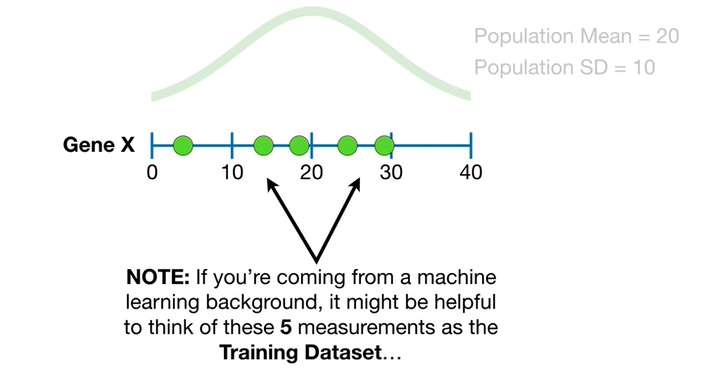 Population Mean = 20
Population SD = 10
Gene X
0 10 20 30 40
NOTE: If you’re coming from a machine
learning background, it might be helpful
to think of these 5 measurements as the
Training Dataset…